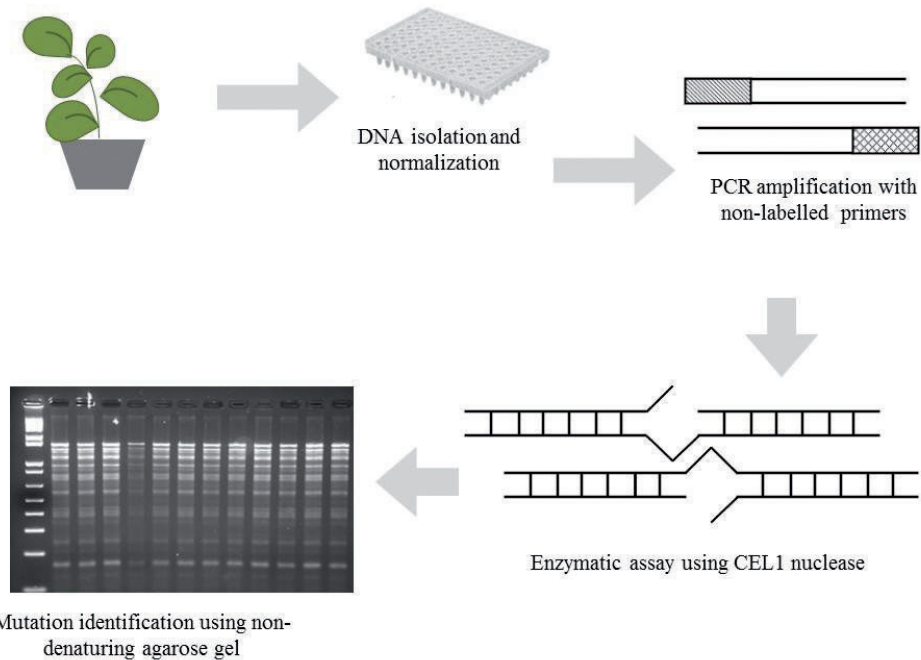 DNA isolation and
normalization
PCR amplification with
non-labelled primers
Enzymatic assay using CEL1 nuclease
Mutation identification using non-
denaturing agarose gel